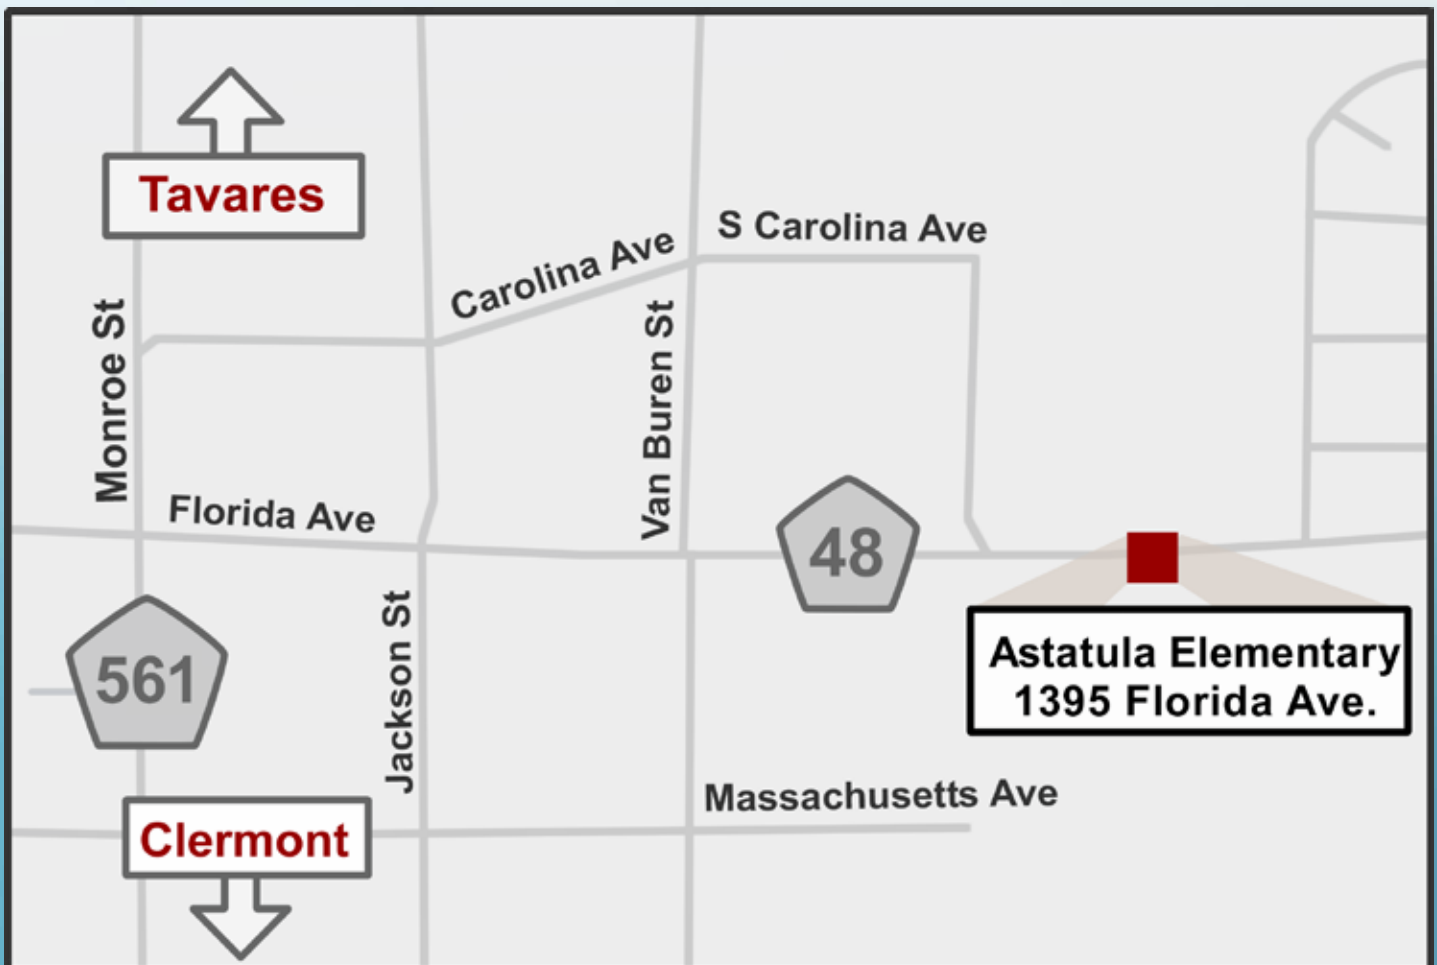 Tavares
S Carolina Ave
Carolina Ave
Monroe St
Van Buren St
Florida Ave
48
561
Jackson St
Astatula Elementary
1395 Florida Ave.
Massachusetts Ave
Clermont